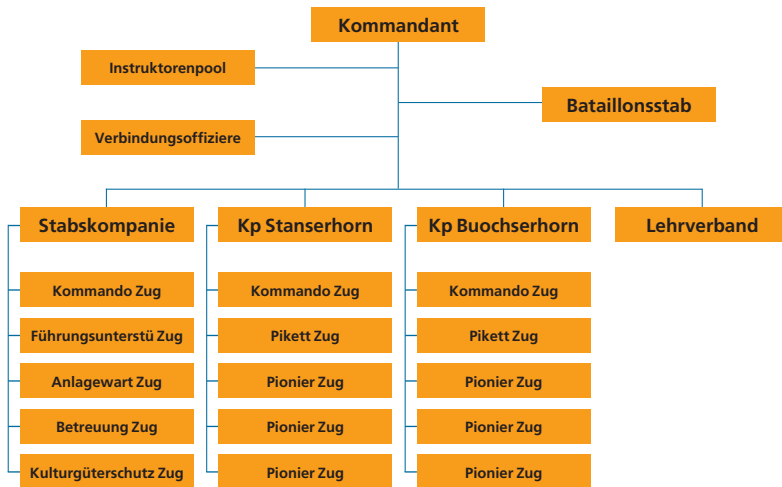 Kommandant
Instruktorenpool
Bataillonsstab
Verbindungsoffiziere
Stabskompanie
Kp Stanserhorn
Kp Buochserhorn
Lehrverband
Kommando Zug
Kommando Zug
Kommando Zug
Führungsunterstü Zug
Pikett Zug
Pikett Zug
Anlagewart Zug
Pionier Zug
Pionier Zug
Betreuung Zug
Pionier Zug
Pionier Zug
Kulturgüterschutz Zug
Pionier Zug
Pionier Zug